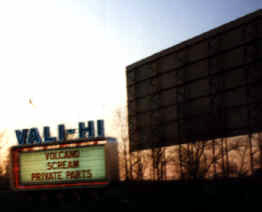 VALI-HI
VOLCANO
SCREAM
PRIVATE PARTS